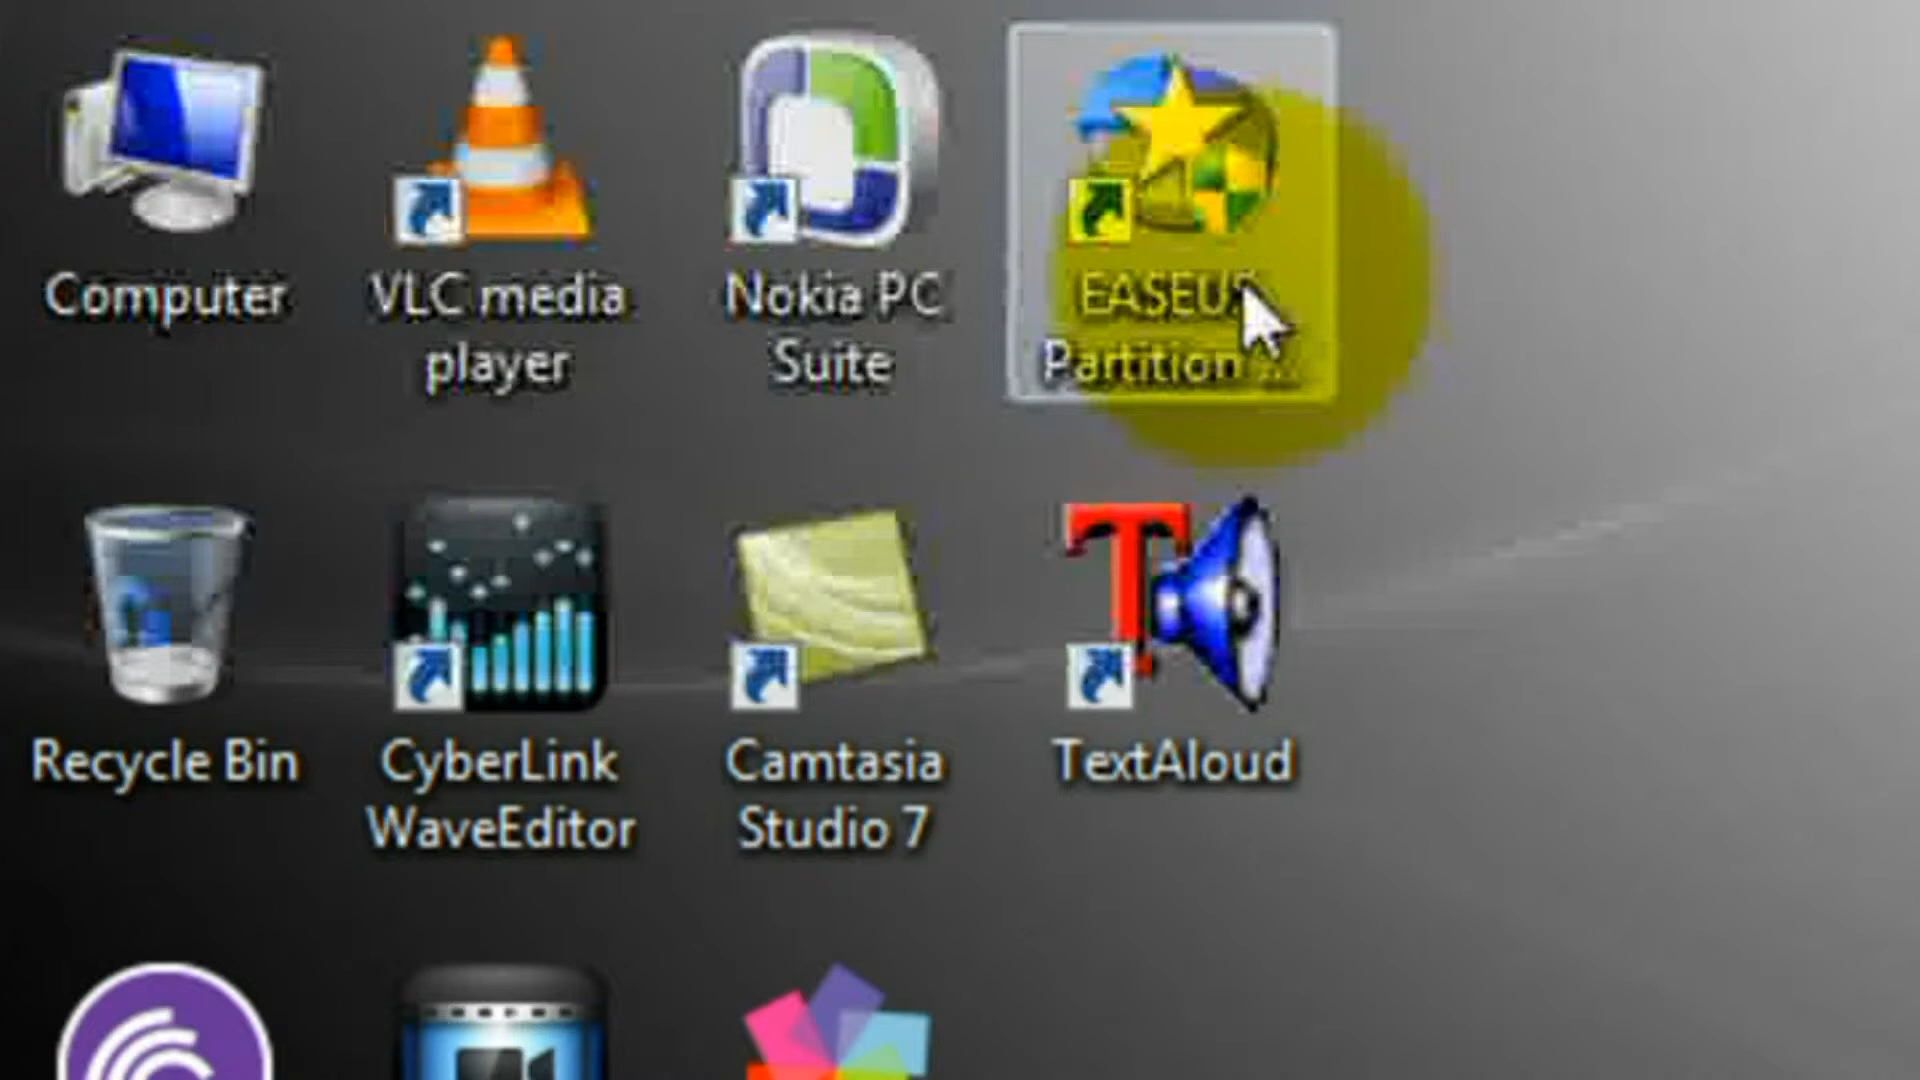 Computer
VLC media
player
Nokia PC
Suite
EASEUS
Partition ...
Recycle Bin
CyberLink
WaveEditor
Camtasia
Studio 7
TextAloud